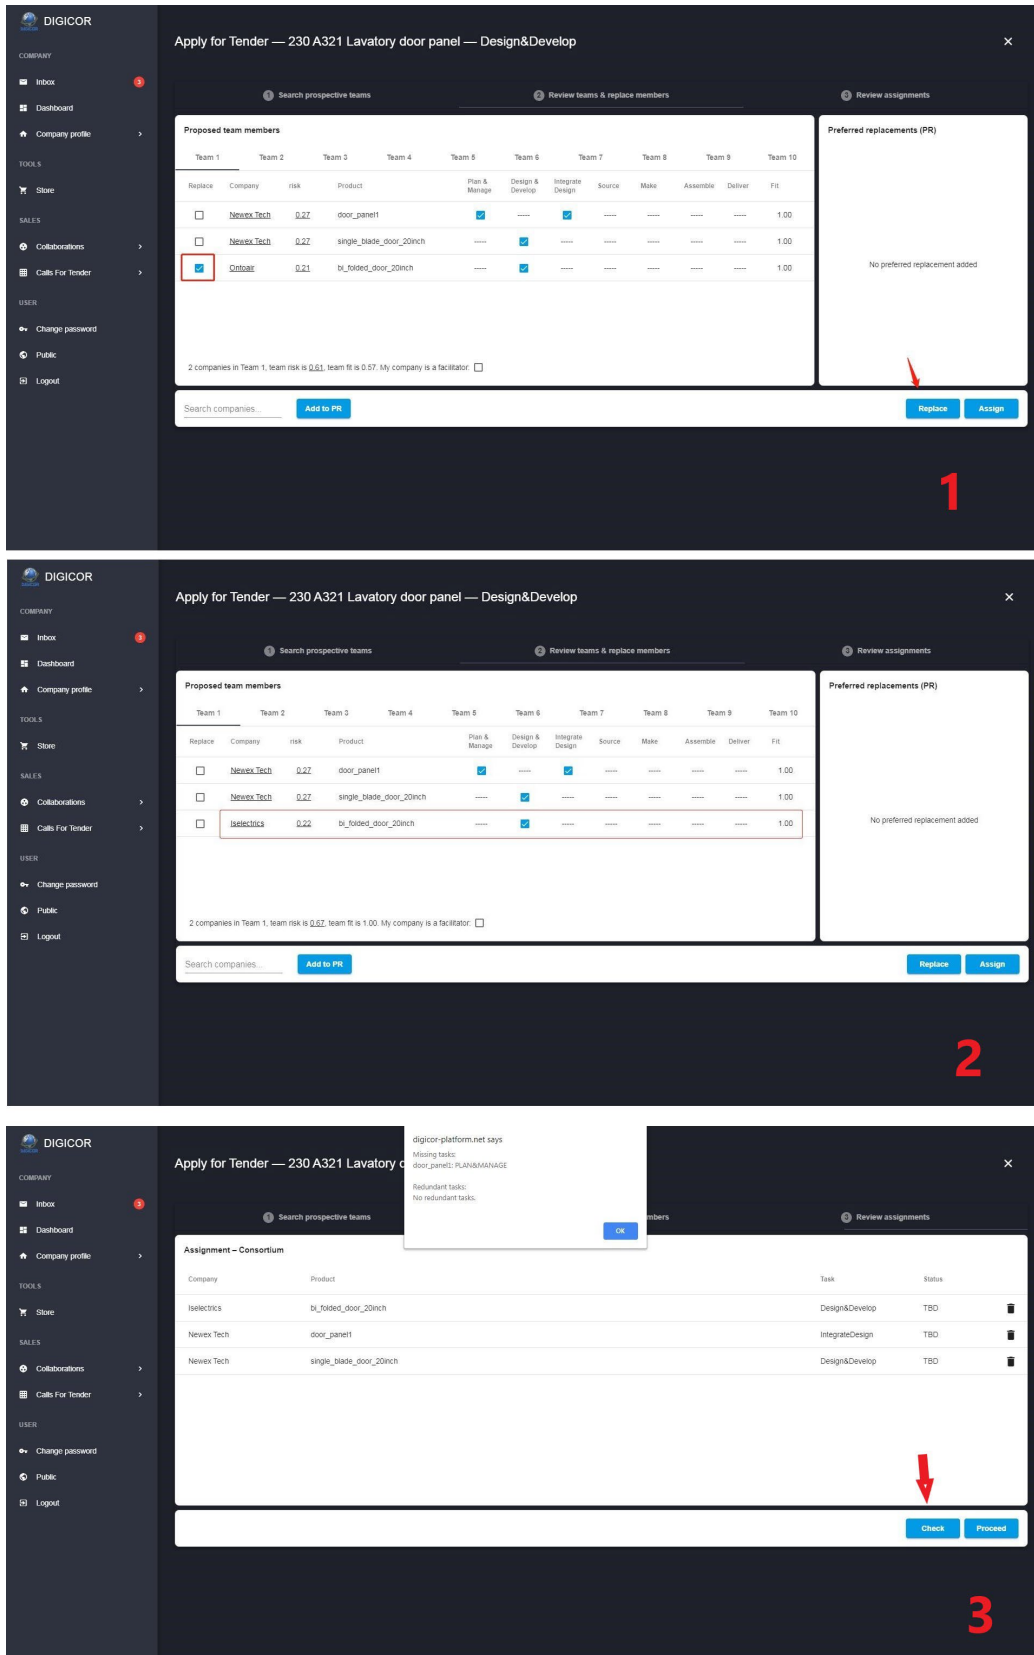 DIGICOR
COMPANY
Inbox 3
Dashboard
Company profile
TOOLS
Store
SALES
Collaborations
Calls For Tender
USER
Change password
Public
Logout
Apply for Tender — 230 A321 Lavatory door panel — Design&Develop ×
1 Search prospective teams 2 Review teams & replace members 3 Review assignments
Proposed team members
Team 1 Team 2 Team 3 Team 4 Team 5 Team 6 Team 7 Team 8 Team 9 Team 10
Replace Company risk Product Plan & Manage Design & Develop Integrate Design Source Make Assemble Deliver Fit
Newex Tech 0.27 door_panel1 ----- ----- ----- ----- ----- 1.00
Newex Tech 0.27 single_blade_door_20inch ----- ----- ----- ----- ----- ----- 1.00
Ontoair 0.21 bi_folded_door_20inch ----- ----- ----- ----- ----- ----- 1.00
2 companies in Team 1, team risk is 0.61, team fit is 0.57. My company is a facilitator:
Preferred replacements (PR)
No preferred replacement added
Search companies... Add to PR Replace Assign
1
DIGICOR
COMPANY
Inbox 3
Dashboard
Company profile
TOOLS
Store
SALES
Collaborations
Calls For Tender
USER
Change password
Public
Logout
Apply for Tender — 230 A321 Lavatory door panel — Design&Develop ×
1 Search prospective teams 2 Review teams & replace members 3 Review assignments
Proposed team members
Team 1 Team 2 Team 3 Team 4 Team 5 Team 6 Team 7 Team 8 Team 9 Team 10
Replace Company risk Product Plan & Manage Design & Develop Integrate Design Source Make Assemble Deliver Fit
Newex Tech 0.27 door_panel1 ----- ----- ----- ----- ----- 1.00
Newex Tech 0.27 single_blade_door_20inch ----- ----- ----- ----- ----- ----- 1.00
Iselectrics 0.22 bi_folded_door_20inch ----- ----- ----- ----- ----- ----- 1.00
2 companies in Team 1, team risk is 0.67, team fit is 1.00. My company is a facilitator:
Preferred replacements (PR)
No preferred replacement added
Search companies... Add to PR Replace Assign
2
DIGICOR
COMPANY
Inbox 3
Dashboard
Company profile
TOOLS
Store
SALES
Collaborations
Calls For Tender
USER
Change password
Public
Logout
digicor-platform.net says
Missing tasks:
door_panel1: PLAN&MANAGE
Redundant tasks:
No redundant tasks.
OK
Apply for Tender — 230 A321 Lavatory ×
1 Search prospective teams mbers 3 Review assignments
Assignment – Consortium
Company Product Task Status
Iselectrics bi_folded_door_20inch Design&Develop TBD
Newex Tech door_panel1 IntegrateDesign TBD
Newex Tech single_blade_door_20inch Design&Develop TBD
Check Proceed
3